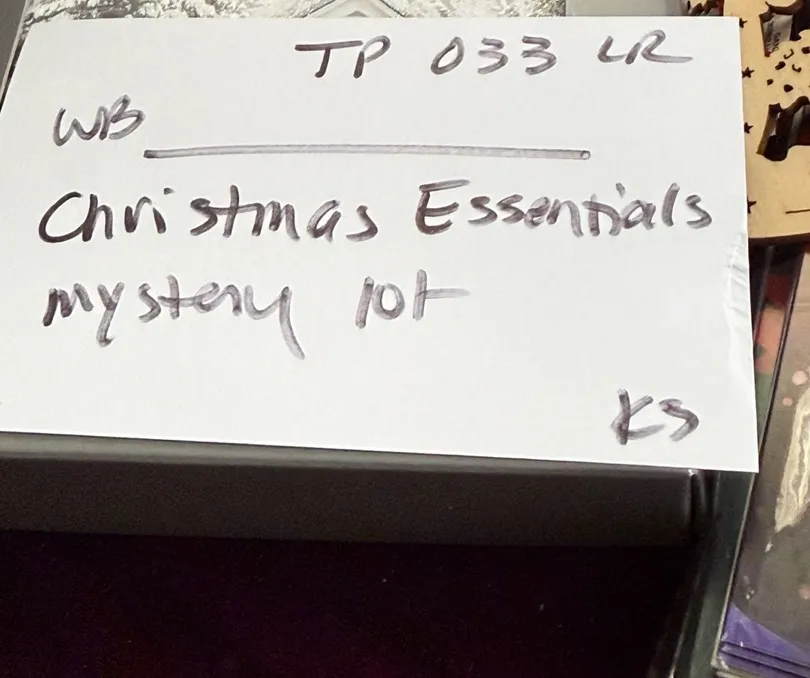 TP 033 LR
WB
Christmas Essentials
mystery lot
KS